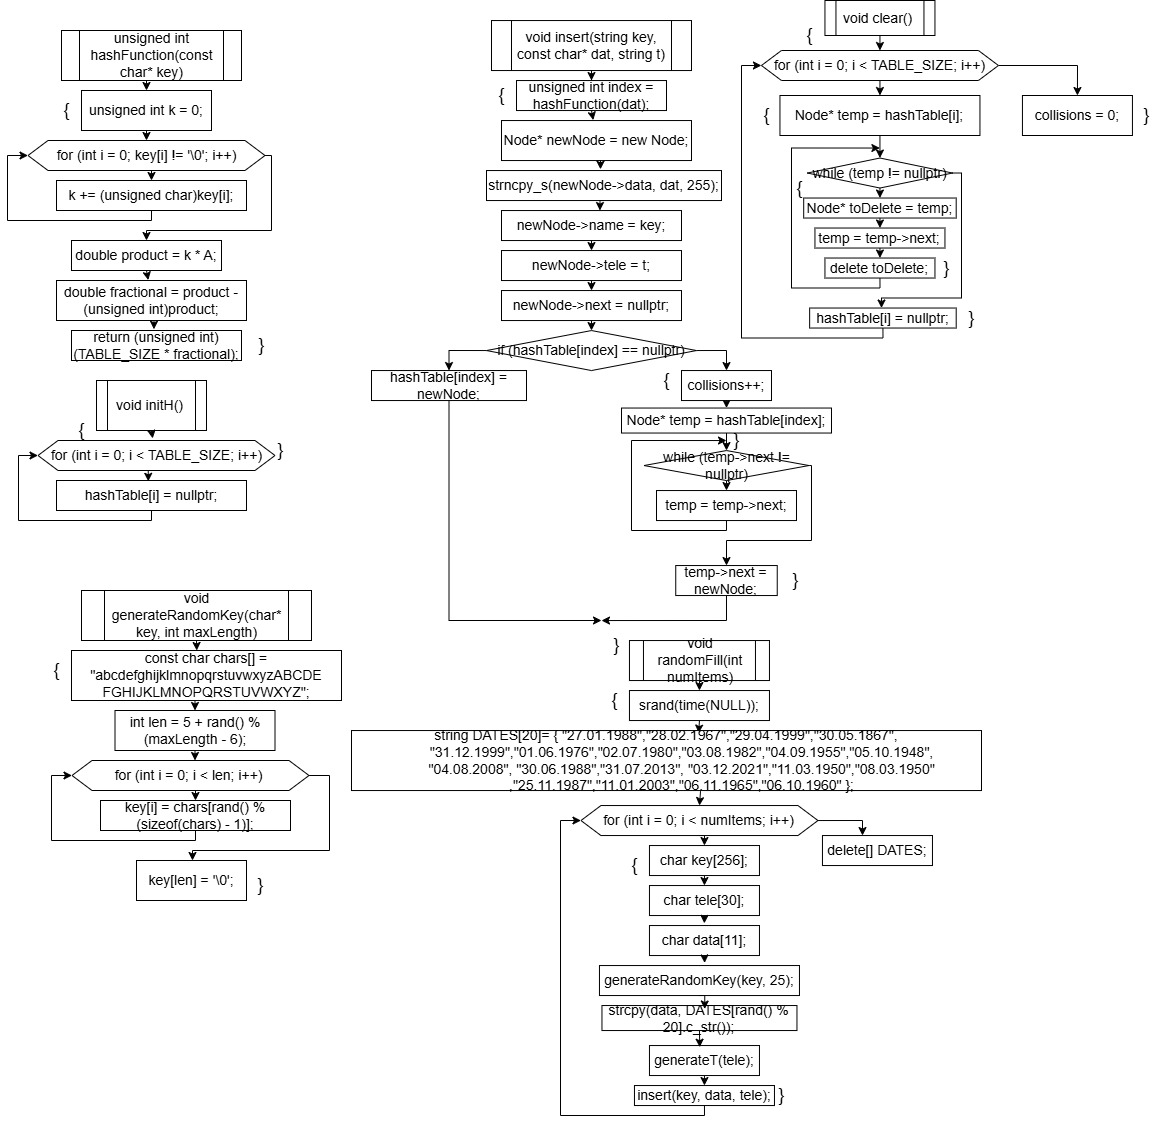 unsigned int
hashFunction(const
char* key)
{
unsigned int k = 0;
for (int i = 0; key[i] != '\0'; i++)
k += (unsigned char)key[i];
double product = k * A;
double fractional = product -
(unsigned int)product;
return (unsigned int)
(TABLE_SIZE * fractional);
}
void initH()
{
for (int i = 0; i < TABLE_SIZE; i++)
}
hashTable[i] = nullptr;
void
generateRandomKey(char*
key, int maxLength)
{
const char chars[] =
"abcdefghijklmnopqrstuvwxyzABCDE
FGHIJKLMNOPQRSTUVWXYZ";
int len = 5 + rand() %
(maxLength - 6);
for (int i = 0; i < len; i++)
key[i] = chars[rand() %
(sizeof(chars) - 1)];
key[len] = '\0';
}
void insert(string key,
const char* dat, string t)
{
unsigned int index =
hashFunction(dat);
Node* newNode = new Node;
strncpy_s(newNode->data, dat, 255);
newNode->name = key;
newNode->tele = t;
newNode->next = nullptr;
if (hashTable[index] == nullptr)
hashTable[index] =
newNode;
{
collisions++;
Node* temp = hashTable[index];
}
while (temp->next !=
nullptr)
temp = temp->next;
temp->next =
newNode;
}
}
void clear()
{
for (int i = 0; i < TABLE_SIZE; i++)
{
Node* temp = hashTable[i];
collisions = 0;
}
while (temp != nullptr)
{
Node* toDelete = temp;
temp = temp->next;
delete toDelete;
}
hashTable[i] = nullptr;
}
void
randomFill(int
numItems)
{
srand(time(NULL));
string DATES[20]= { "27.01.1988","28.02.1967","29.04.1999","30.05.1867",
"31.12.1999","01.06.1976","02.07.1980","03.08.1982","04.09.1955","05.10.1948",
"04.08.2008", "30.06.1988","31.07.2013", "03.12.2021","11.03.1950","08.03.1950"
,"25.11.1987","11.01.2003","06.11.1965","06.10.1960" };
for (int i = 0; i < numItems; i++)
delete[] DATES;
{
char key[256];
char tele[30];
char data[11];
generateRandomKey(key, 25);
strcpy(data, DATES[rand() %
20].c_str());
generateT(tele);
insert(key, data, tele);
}